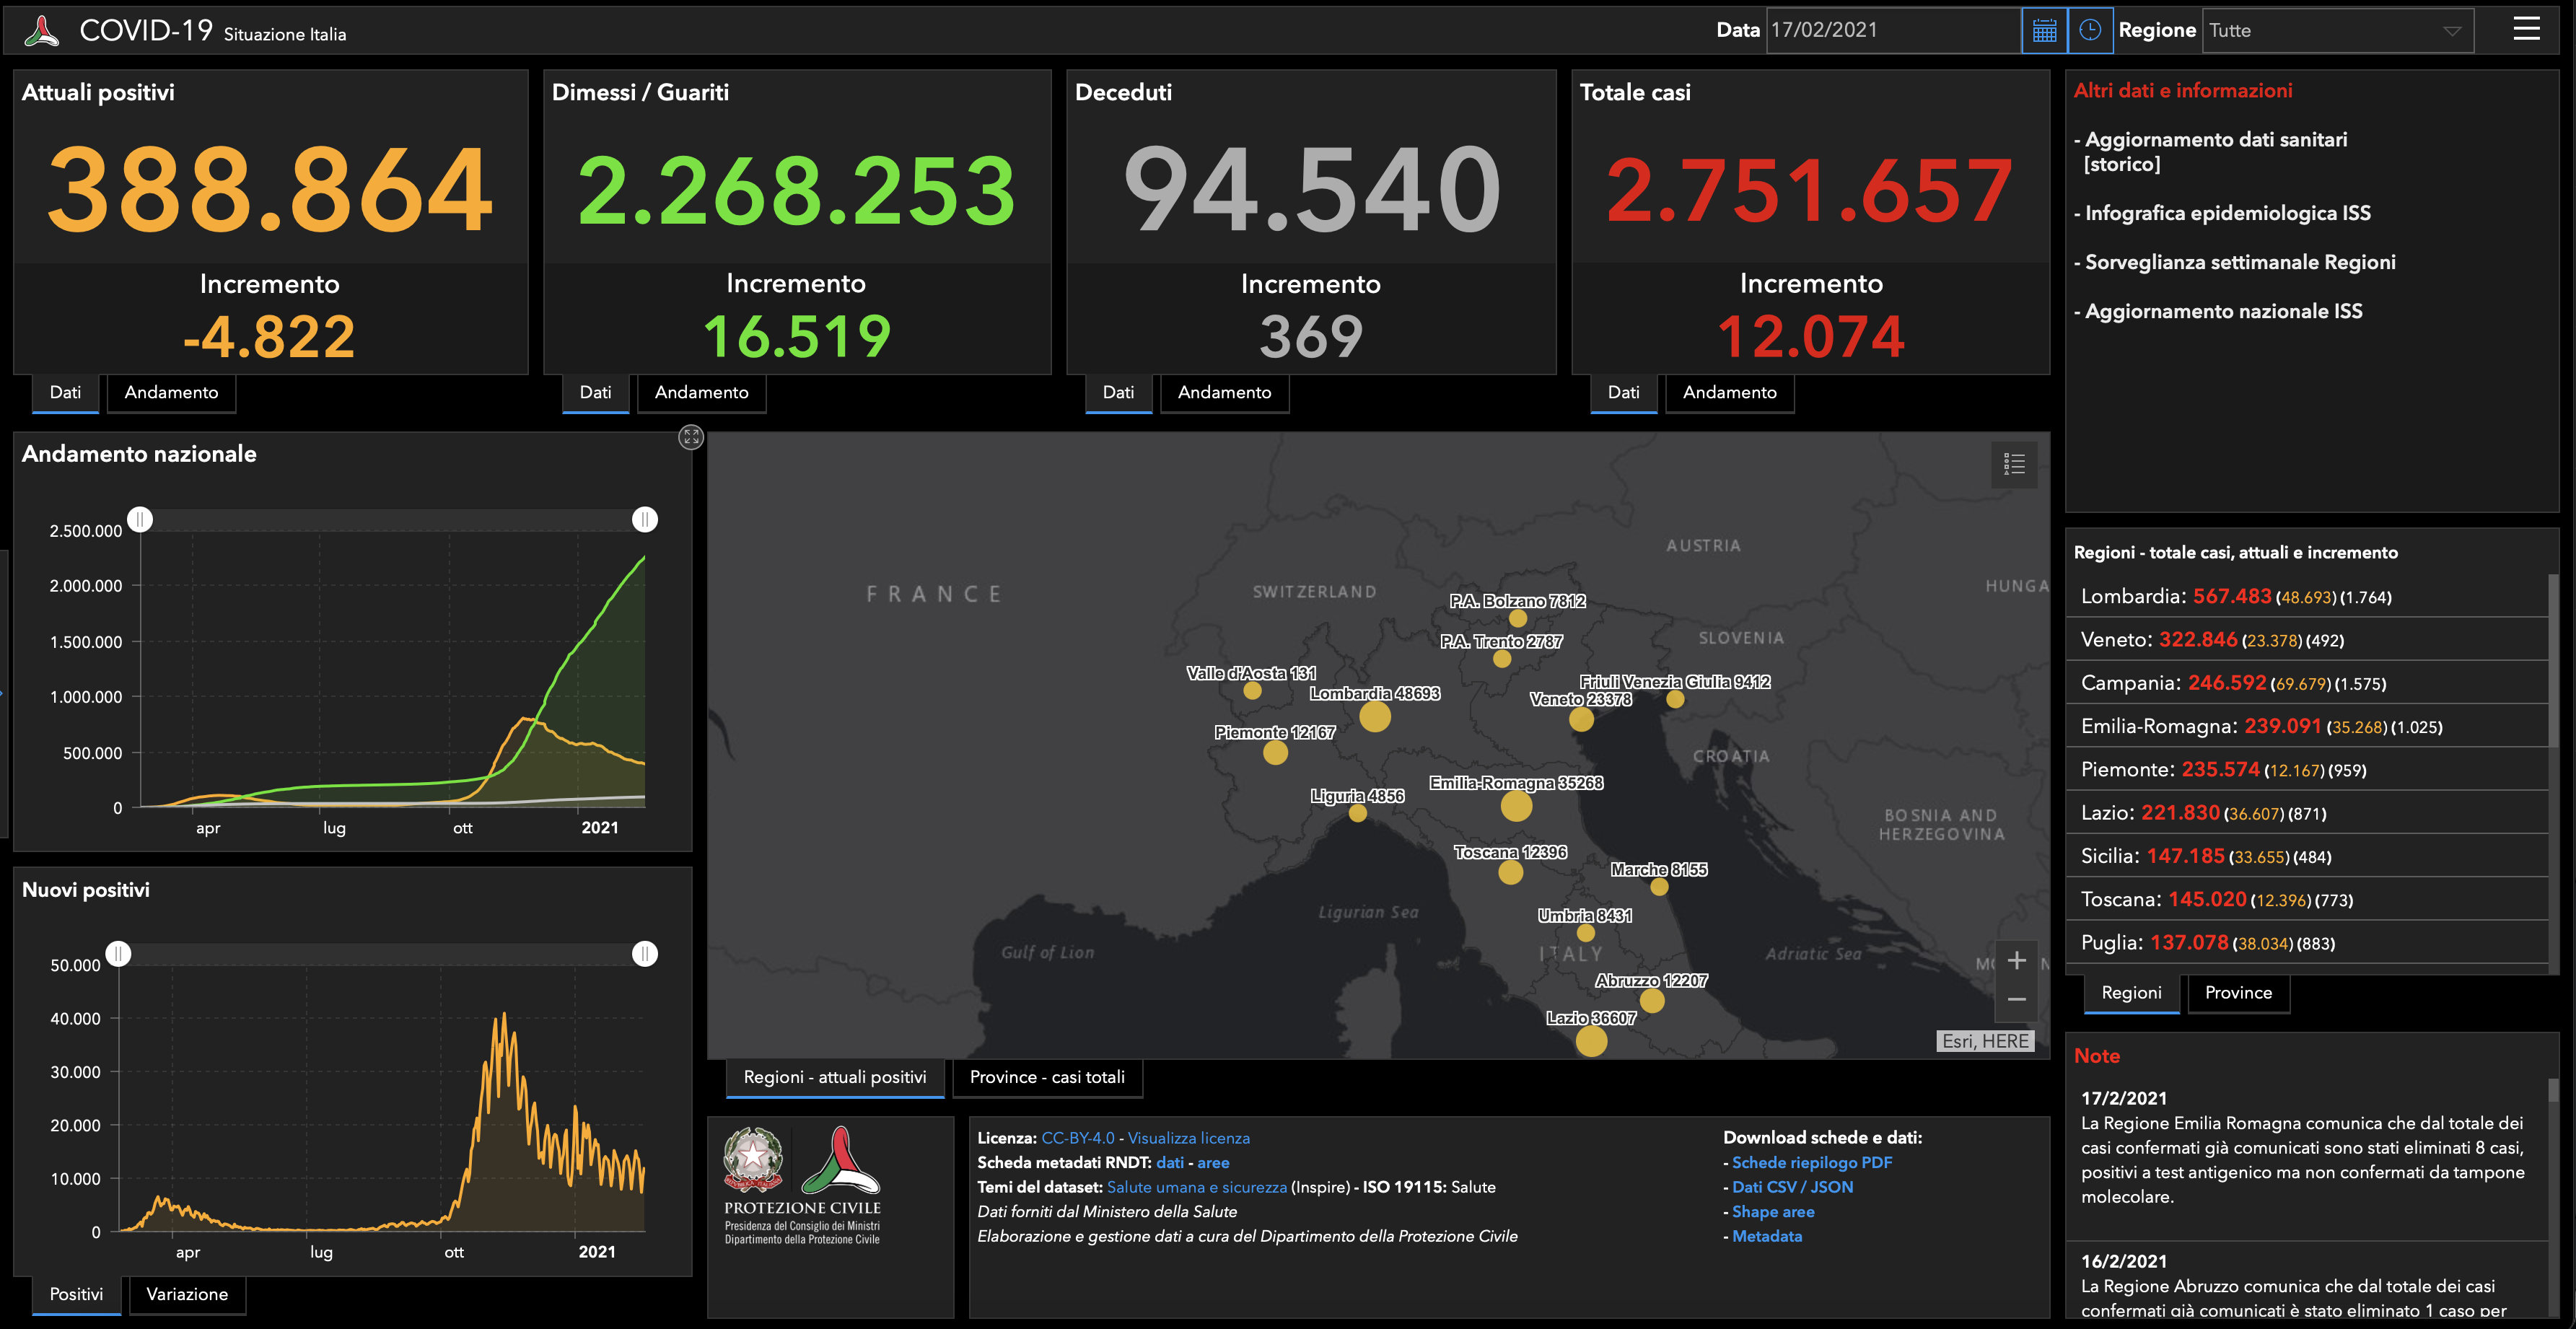 COVID-19 Situazione Italia
Data 17/02/2021 Regione Tutte
Attuali positivi
388.864
Incremento
-4.822
Dati Andamento
Dimessi / Guariti
2.268.253
Incremento
16.519
Dati Andamento
Deceduti
94.540
Incremento
369
Dati Andamento
Totale casi
2.751.657
Incremento
12.074
Dati Andamento
Altri dati e informazioni
- Aggiornamento dati sanitari
[storico]
- Infografica epidemiologica ISS
- Sorveglianza settimanale Regioni
- Aggiornamento nazionale ISS
Andamento nazionale
2.500.000
2.000.000
1.500.000
1.000.000
500.000
0
apr lug ott 2021
Nuovi positivi
50.000
40.000
30.000
20.000
10.000
0
apr lug ott 2021
Positivi Variazione
AUSTRIA
FRANCE
SWITZERLAND
HUNGA
P.A. Bolzano 7812
SLOVENIA
P.A. Trento 2787
Valle d'Aosta 131
Friuli Venezia Giulia 9412
Lombardia 48693
Veneto 23378
Piemonte 12167
CROATIA
Emilia-Romagna 35268
Liguria 4856
BOSNIA AND
HERZEGOVINA
Toscana 12396
Marche 8155
Ligurian Sea
Umbria 8431
Gulf of Lion
ITALY
Adriatic Sea
Abruzzo 12207
Lazio 36607
Esri, HERE
Regioni - attuali positivi Province - casi totali
Regioni - totale casi, attuali e incremento
Lombardia: 567.483 (48.693) (1.764)
Veneto: 322.846 (23.378) (492)
Campania: 246.592 (69.679) (1.575)
Emilia-Romagna: 239.091 (35.268) (1.025)
Piemonte: 235.574 (12.167) (959)
Lazio: 221.830 (36.607) (871)
Sicilia: 147.185 (33.655) (484)
Toscana: 145.020 (12.396) (773)
Puglia: 137.078 (38.034) (883)
Regioni Province
PROTEZIONE CIVILE
Presidenza del Consiglio dei Ministri
Dipartimento della Protezione Civile
Licenza: CC-BY-4.0 - Visualizza licenza
Scheda metadati RNDT: dati - aree
Temi del dataset: Salute umana e sicurezza (Inspire) - ISO 19115: Salute
Dati forniti dal Ministero della Salute
Elaborazione e gestione dati a cura del Dipartimento della Protezione Civile
Download schede e dati:
- Schede riepilogo PDF
- Dati CSV / JSON
- Shape aree
- Metadata
Note
17/2/2021
La Regione Emilia Romagna comunica che dal totale dei
casi confermati già comunicati sono stati eliminati 8 casi,
positivi a test antigenico ma non confermati da tampone
molecolare.
16/2/2021
La Regione Abruzzo comunica che dal totale dei casi
confermati già comunicati è stato eliminato 1 caso per